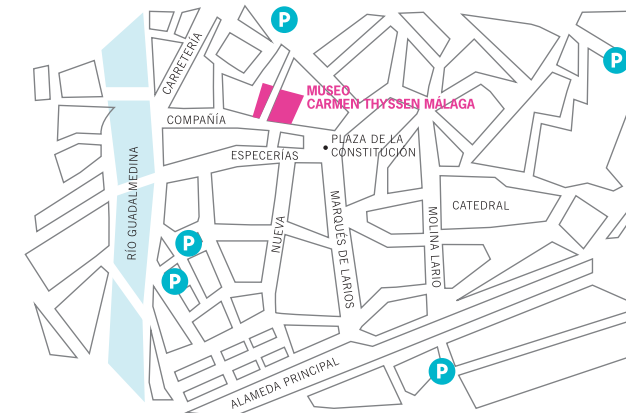 P
P
CARRETERÍA
MUSEO
CARMEN THYSSEN MÁLAGA
COMPAÑÍA
PLAZA DE LA
CONSTITUCIÓN
ESPECERÍAS
RÍO GUADALMEDINA
CATEDRAL
NUEVA
MARQUÉS DE LARIOS
MOLINA LARIO
P
P
ALAMEDA PRINCIPAL
P